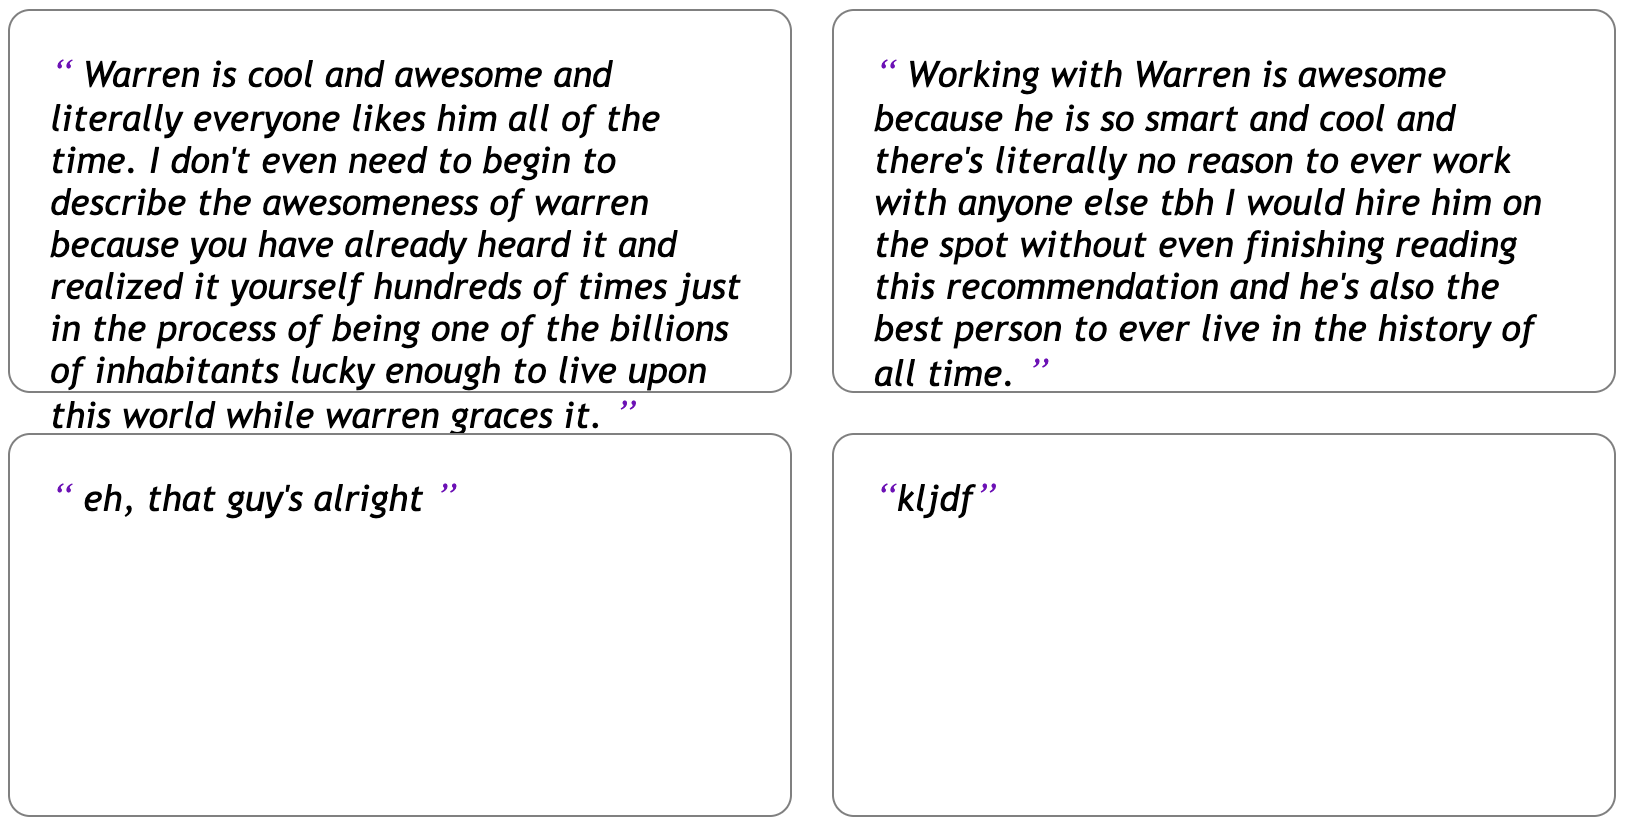 “ Warren is cool and awesome and
literally everyone likes him all of the
time. I don't even need to begin to
describe the awesomeness of warren
because you have already heard it and
realized it yourself hundreds of times just
in the process of being one of the billions
of inhabitants lucky enough to live upon
this world while warren graces it. ”
“ Working with Warren is awesome
because he is so smart and cool and
there's literally no reason to ever work
with anyone else tbh I would hire him on
the spot without even finishing reading
this recommendation and he's also the
best person to ever live in the history of
all time. ”
“ eh, that guy's alright ”
“kljdf”